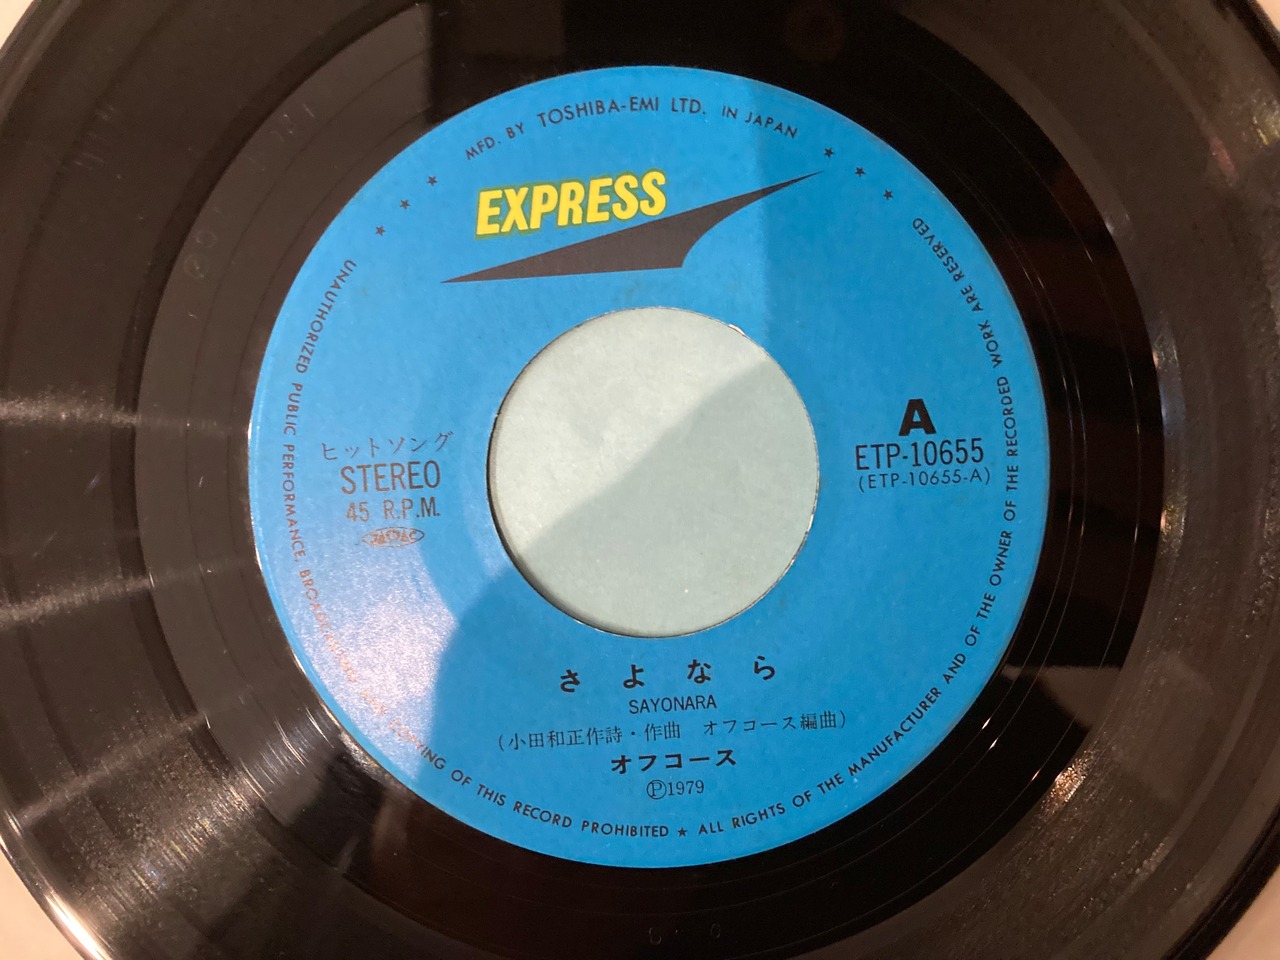 MFD. BY TOSHIBA-EMI LTD. IN JAPAN
EXPRESS
ヒットソング
STEREO
45 R.P.M.
JASRAC
A
ETP-10655
(ETP-10655-A)
さよなら
SAYONARA
(小田和正作詩・作曲 オフコース編曲)
オフコース
Ⓟ1979
UNAUTHORIZED PUBLIC PERFORMANCE, BROADCASTING AND COPYING OF THIS RECORD PROHIBITED ★ ALL RIGHTS OF THE MANUFACTURER AND OF THE OWNER OF THE RECORDED WORK ARE RESERVED